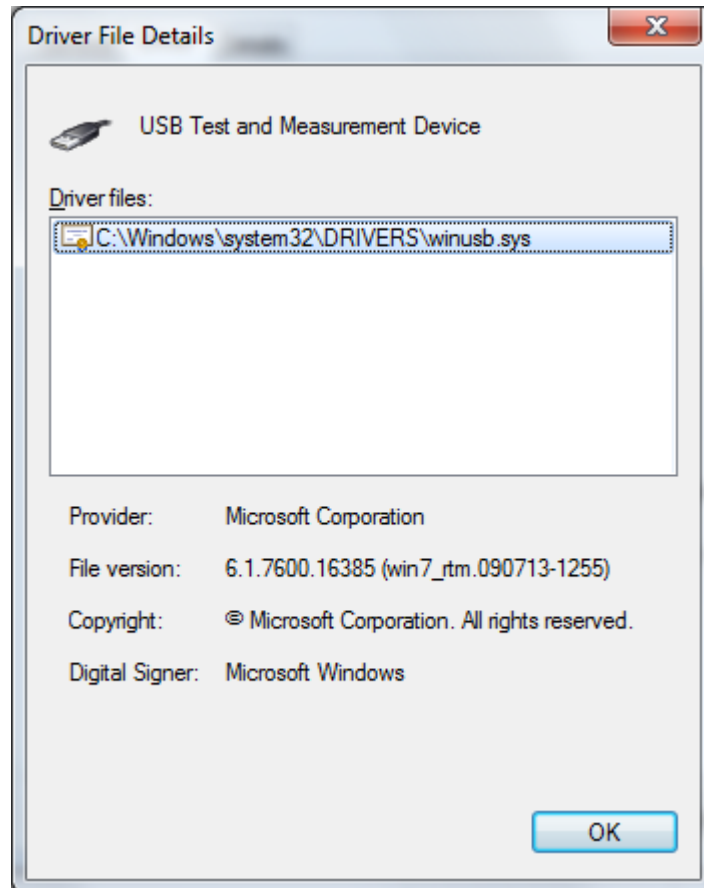 Driver File Details
USB Test and Measurement Device
Driver files:
C:\Windows\system32\DRIVERS\winusb.sys
Provider: Microsoft Corporation
File version: 6.1.7600.16385 (win7_rtm.090713-1255)
Copyright: © Microsoft Corporation. All rights reserved.
Digital Signer: Microsoft Windows
OK